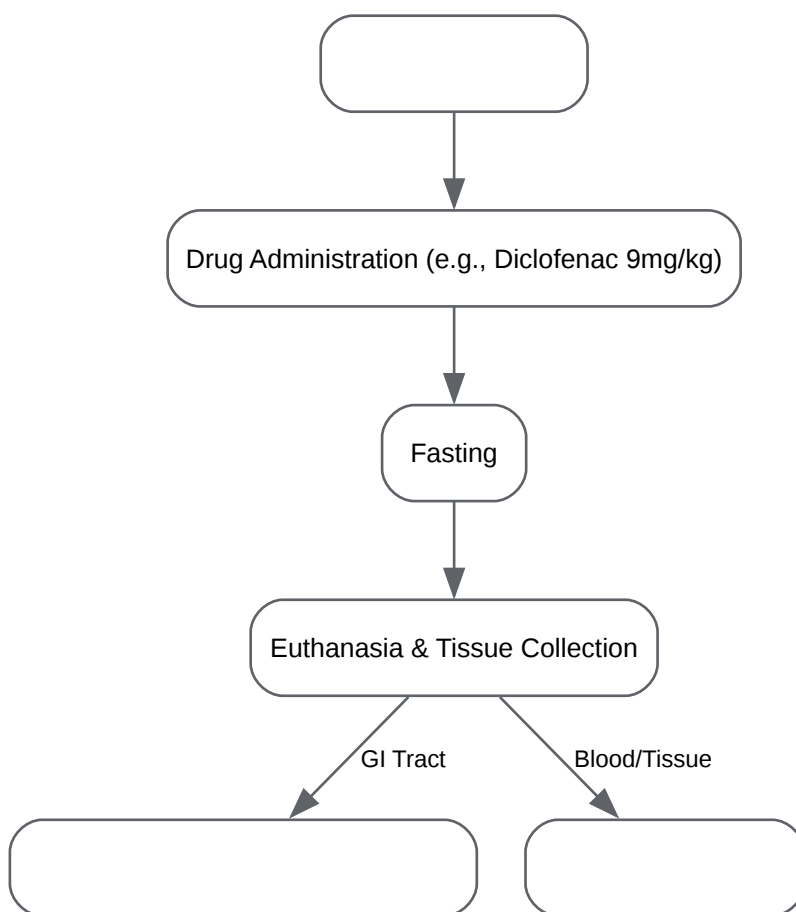 Drug Administration (e.g., Diclofenac 9mg/kg)
Fasting
Euthanasia & Tissue Collection
GI Tract
Blood/Tissue